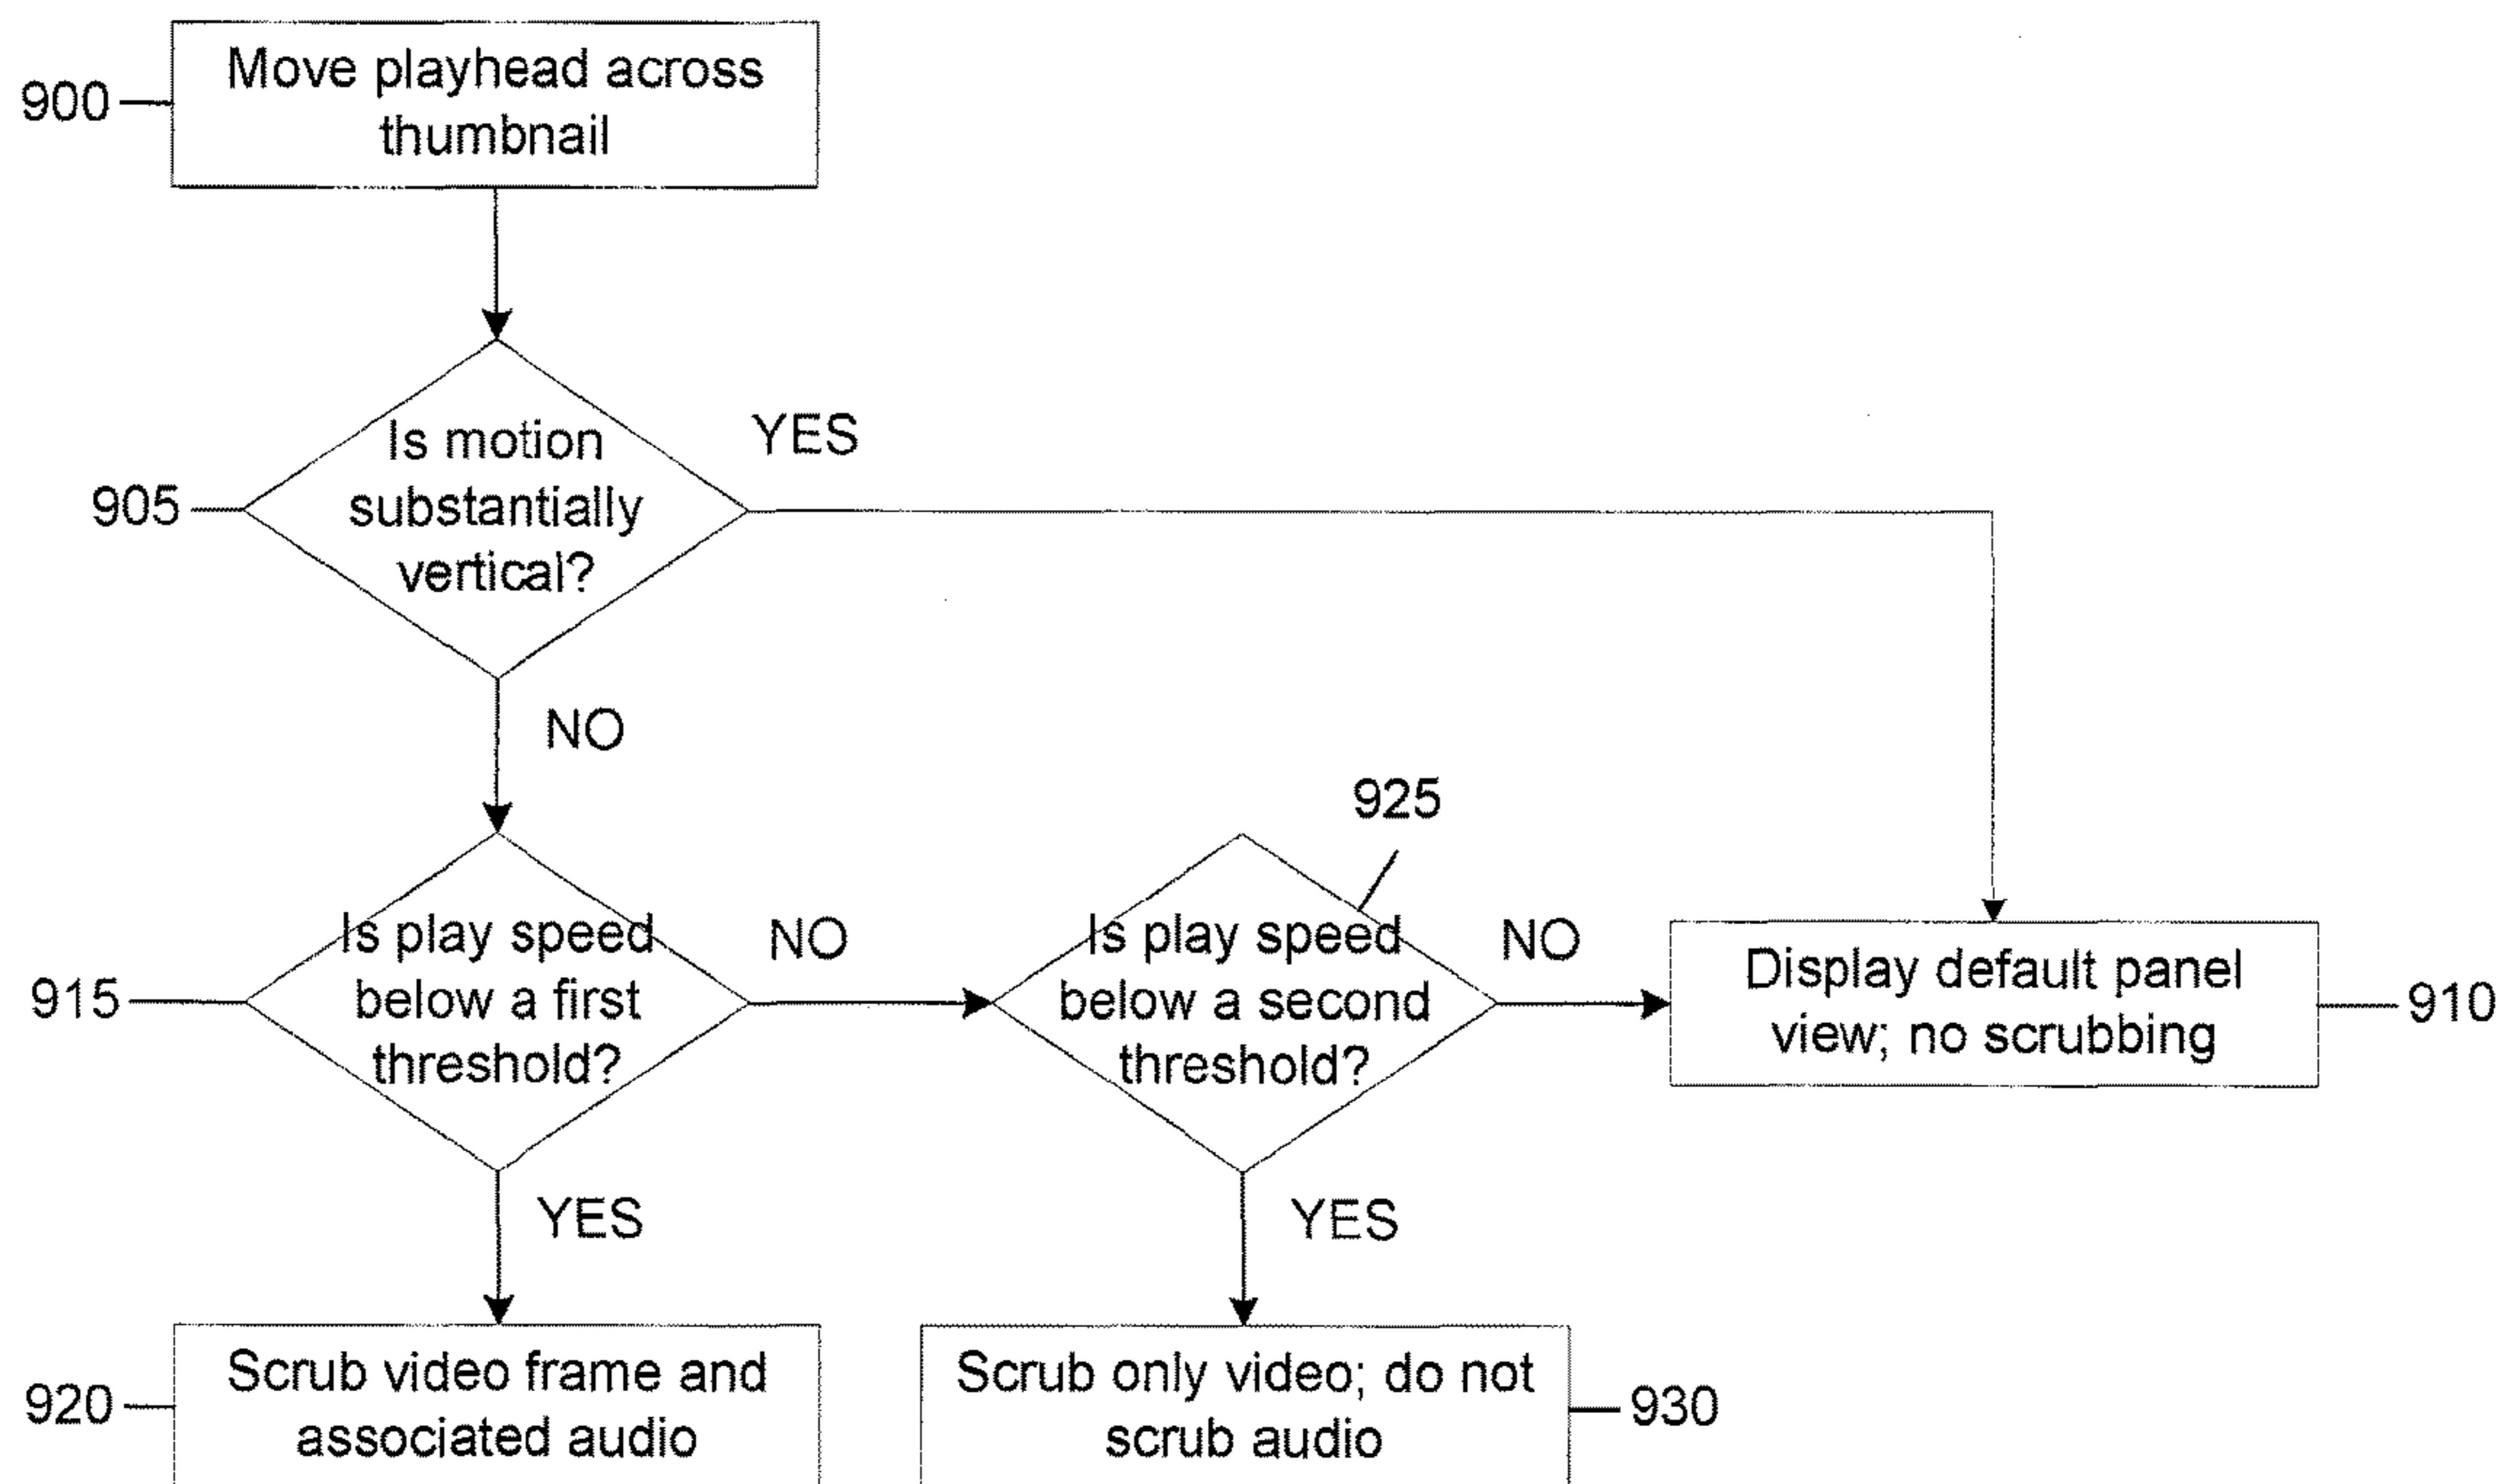 900
Move playhead across
thumbnail
905
Is motion
substantially
vertical?
YES
NO
915
Is play speed
below a first
threshold?
NO
925
Is play speed
below a second
threshold?
NO
Display default panel
view; no scrubbing
910
YES
YES
920
Scrub video frame and
associated audio
Scrub only video; do not
scrub audio
930